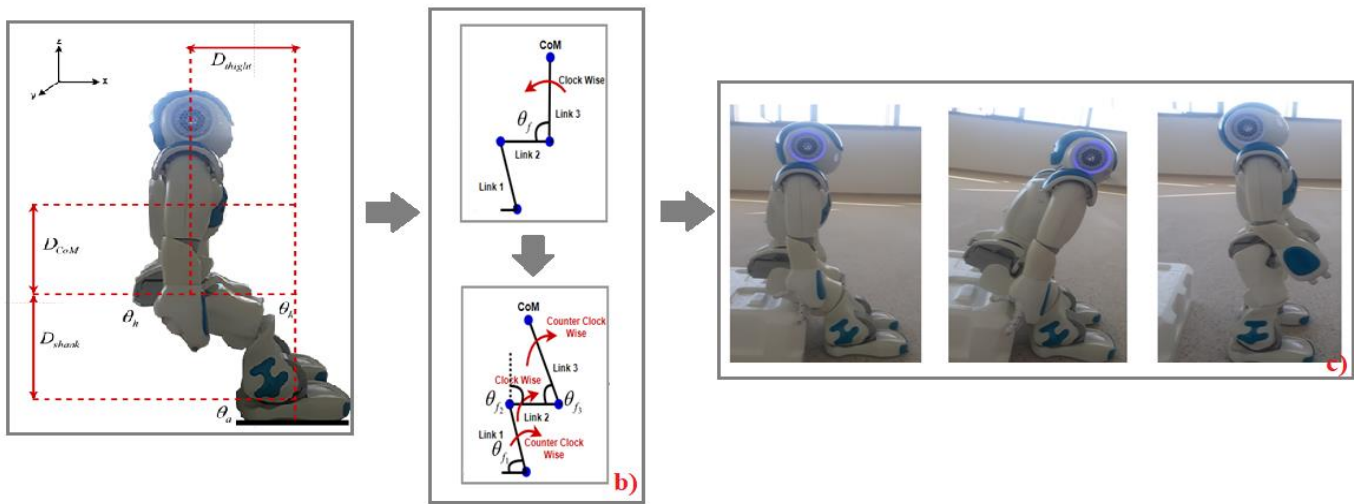 z
x
y
D_thight
D_CoM
D_shank
θ_h
θ_k
θ_a
CoM
Clock Wise
θ_f
Link 3
Link 2
Link 1
CoM
Counter Clock
Wise
Link 3
Clock Wise
θ_f2
θ_f3
Link 2
Link 1
Counter Clock
Wise
θ_f1
b)
c)